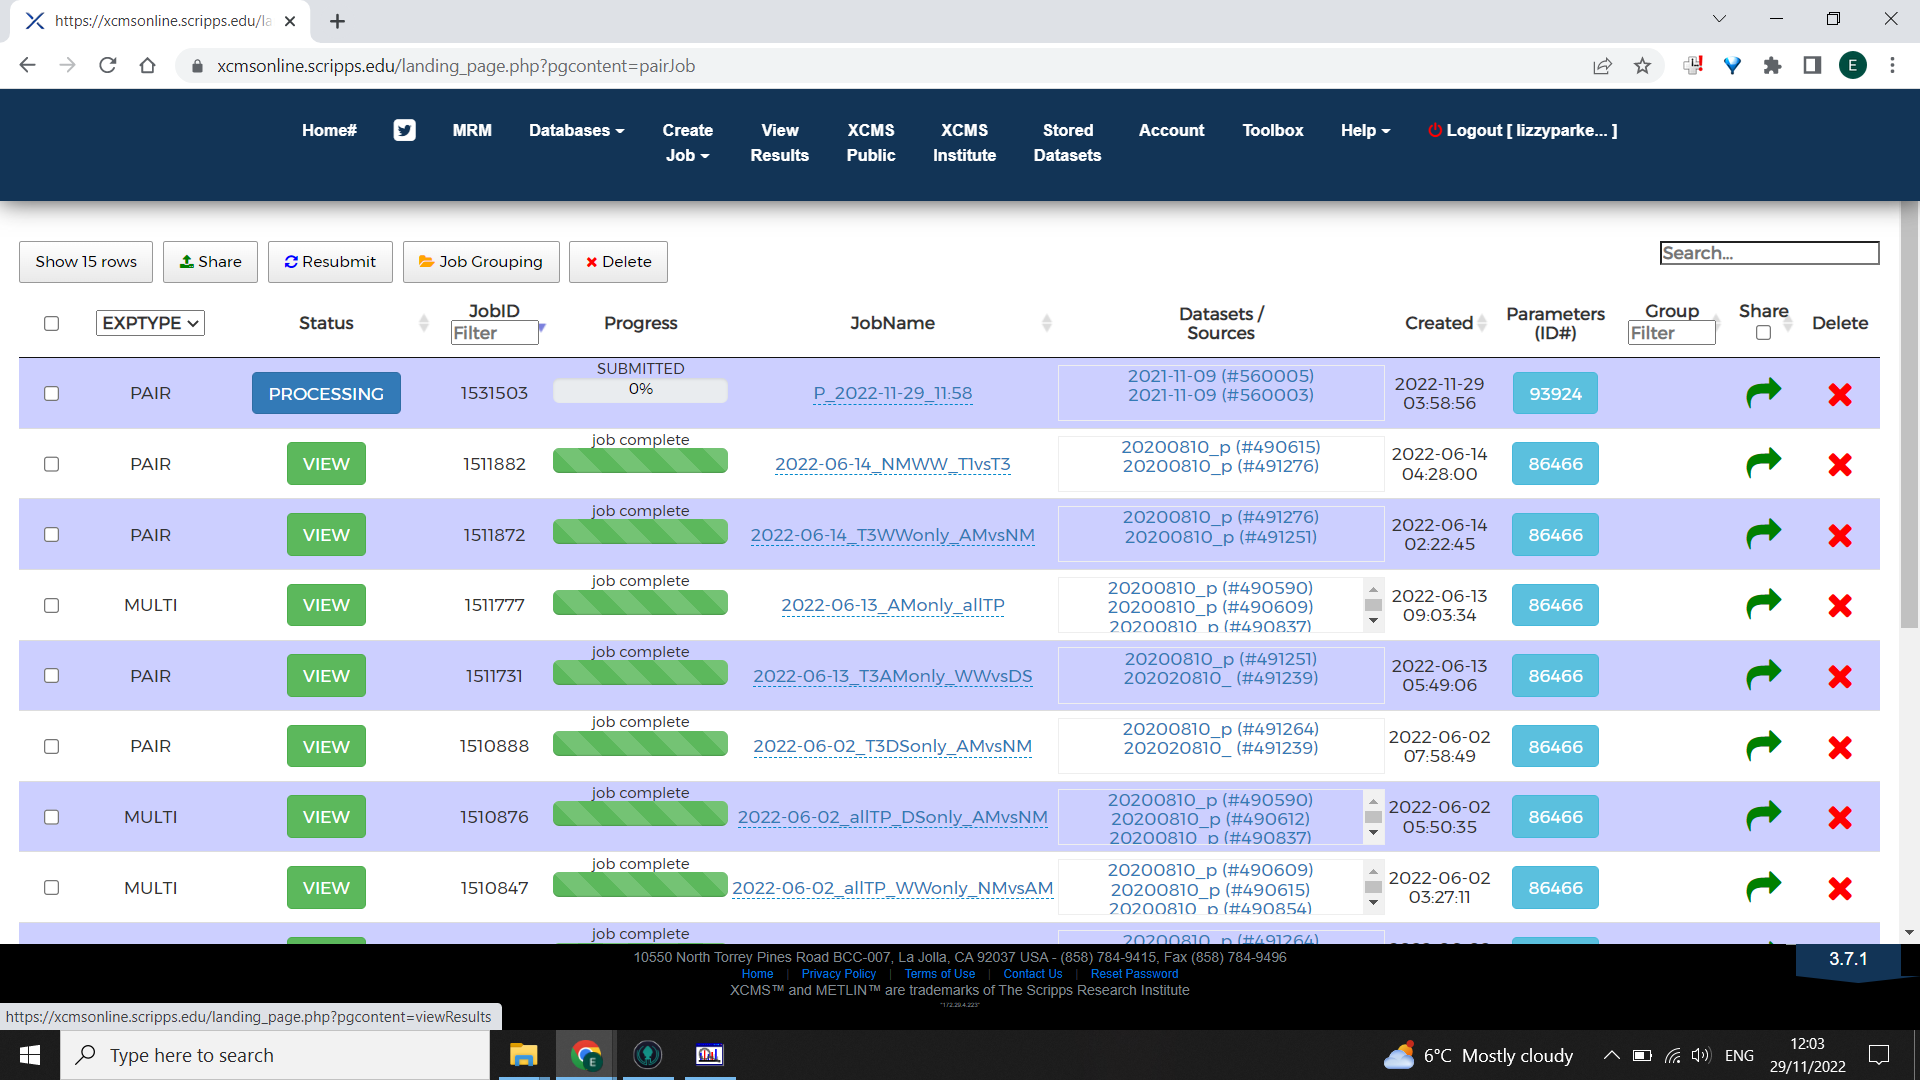 https://xcmsonline.scripps.edu/la
xcmsonline.scripps.edu/landing_page.php?pgcontent=pairJob
E
Home#
MRM
Databases
Create Job
View Results
XCMS Public
XCMS Institute
Stored Datasets
Account
Toolbox
Help
Logout [ lizzyparke... ]
Show 15 rows
Share
Resubmit
Job Grouping
Delete
Search...
EXPTYPE
Status
JobID
Filter
Progress
JobName
Datasets / Sources
Created
Parameters (ID#)
Group
Filter
Share
Delete
PAIR PROCESSING 1531503 SUBMITTED 0% P_2022-11-29_11:58 2021-11-09 (#560005) 2022-11-29 93924
2021-11-09 (#560003) 03:58:56
PAIR VIEW 1511882 job complete 2022-06-14_NMWW_T1vsT3 20200810_p (#490615) 2022-06-14 86466
20200810_p (#491276) 04:28:00
PAIR VIEW 1511872 job complete 2022-06-14_T3WWonly_AMvsNM 20200810_p (#491276) 2022-06-14 86466
20200810_p (#491251) 02:22:45
MULTI VIEW 1511777 job complete 2022-06-13_AMonly_allTP 20200810_p (#490590) 2022-06-13 86466
20200810_p (#490609) 09:03:34
20200810_p (#490837)
PAIR VIEW 1511731 job complete 2022-06-13_T3AMonly_WWvsDS 20200810_p (#491251) 2022-06-13 86466
202020810_ (#491239) 05:49:06
PAIR VIEW 1510888 job complete 2022-06-02_T3DSonly_AMvsNM 20200810_p (#491264) 2022-06-02 86466
202020810_ (#491239) 07:58:49
MULTI VIEW 1510876 job complete 2022-06-02_allTP_DSonly_AMvsNM 20200810_p (#490590) 2022-06-02 86466
20200810_p (#490612) 05:50:35
20200810_p (#490837)
MULTI VIEW 1510847 job complete 2022-06-02_allTP_WWonly_NMvsAM 20200810_p (#490609) 2022-06-02 86466
20200810_p (#490615) 03:27:11
20200810_p (#490854)
job complete 20200810_p (#491264)
10550 North Torrey Pines Road BCC-007, La Jolla, CA 92037 USA - (858) 784-9415, Fax (858) 784-9496
Home | Privacy Policy | Terms of Use | Contact Us | Reset Password
XCMS™ and METLIN™ are trademarks of The Scripps Research Institute
"172.29.4.223"
3.7.1
https://xcmsonline.scripps.edu/landing_page.php?pgcontent=viewResults
Type here to search
E
6°C Mostly cloudy
ENG
12:03
29/11/2022